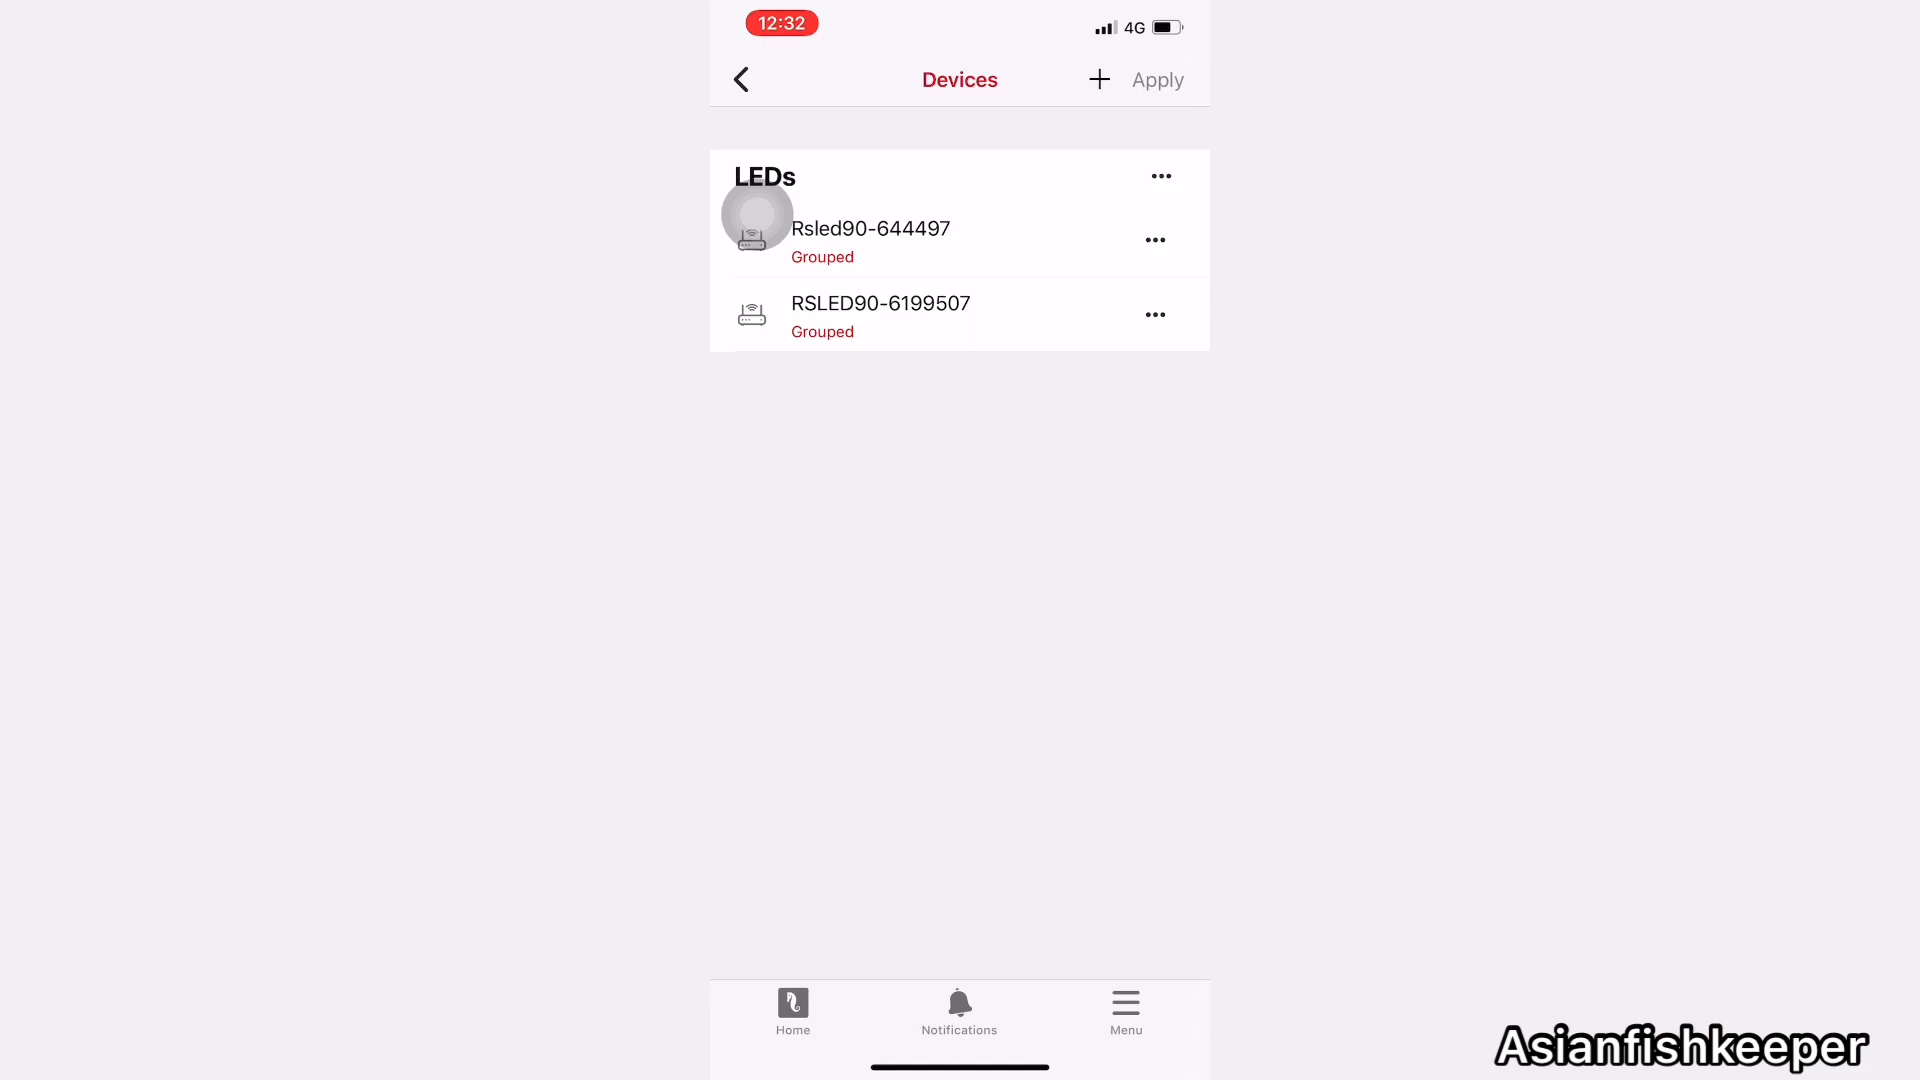 12:32
4G
Devices
Apply
LEDs
Rsled90-644497
Grouped
RSLED90-6199507
Grouped
Home
Notifications
Menu
Asianfishkeeper